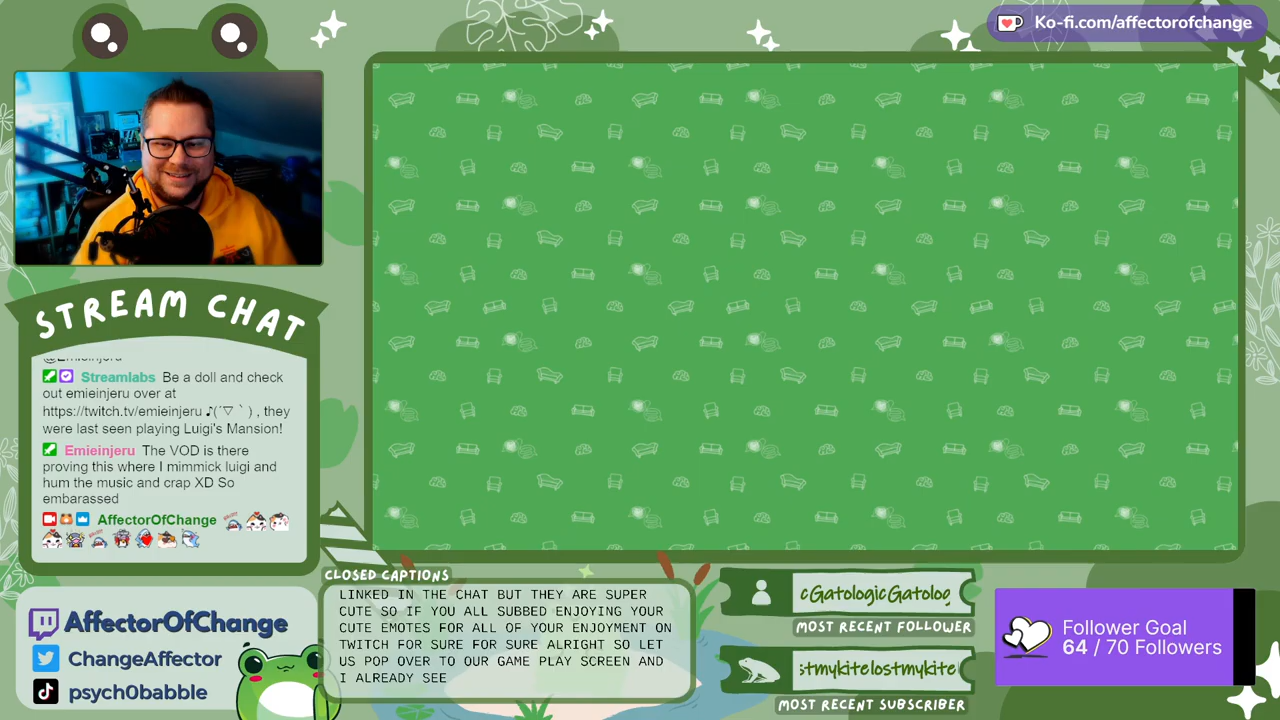 Ko-fi.com/affectorofchange
STREAM CHAT
Streamlabs Be a doll and check
out emieinjeru over at
https://twitch.tv/emieinjeru ♪(´▽｀) , they
were last seen playing Luigi's Mansion!
Emieinjeru The VOD is there
proving this where I mimmick luigi and
hum the music and crap XD So
embarassed
AffectorOfChange
AffectorOfChange
ChangeAffector
psych0babble
CLOSED CAPTIONS
LINKED IN THE CHAT BUT THEY ARE SUPER
CUTE SO IF YOU ALL SUBBED ENJOYING YOUR
CUTE EMOTES FOR ALL OF YOUR ENJOYMENT ON
TWITCH FOR SURE FOR SURE ALRIGHT SO LET
US POP OVER TO OUR GAME PLAY SCREEN AND
I ALREADY SEE
cGatologicGatolog
MOST RECENT FOLLOWER
stmykitelostmykite
MOST RECENT SUBSCRIBER
Follower Goal
64 / 70 Followers